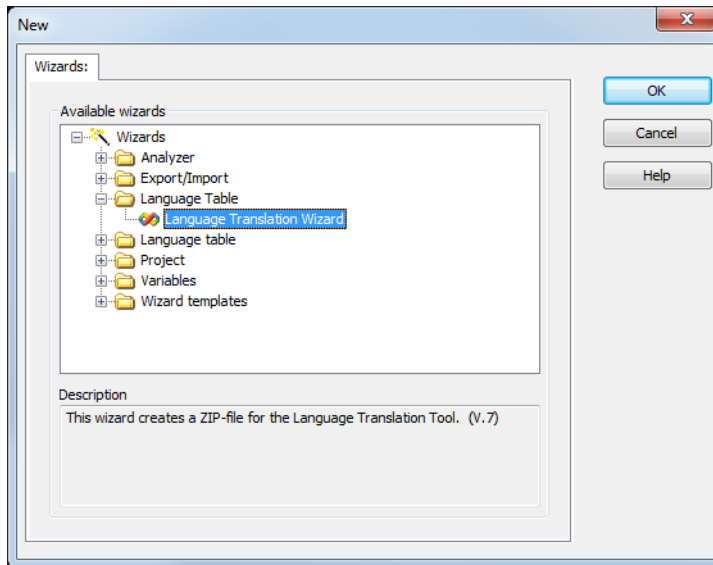 New
Wizards:
OK
Available wizards
Wizards
Cancel
Analyzer
Export/Import
Help
Language Table
Language Translation Wizard
Language table
Project
Variables
Wizard templates
Description
This wizard creates a ZIP-file for the Language Translation Tool.  (V.7)